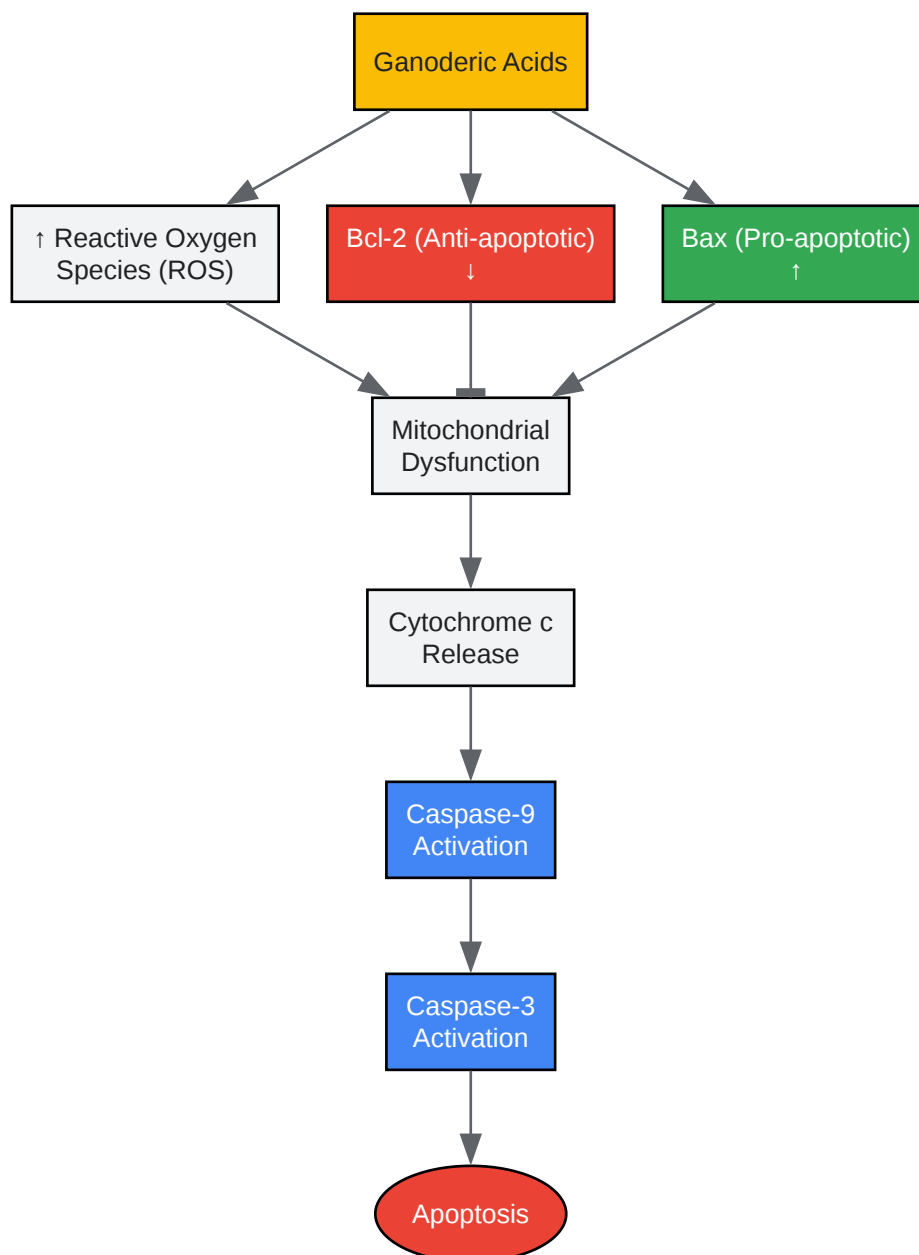 Ganoderic Acids
↑ Reactive Oxygen
Species (ROS)
Bcl-2 (Anti-apoptotic)
↓
Bax (Pro-apoptotic)
↑
Mitochondrial
Dysfunction
Cytochrome c
Release
Caspase-9
Activation
Caspase-3
Activation
Apoptosis